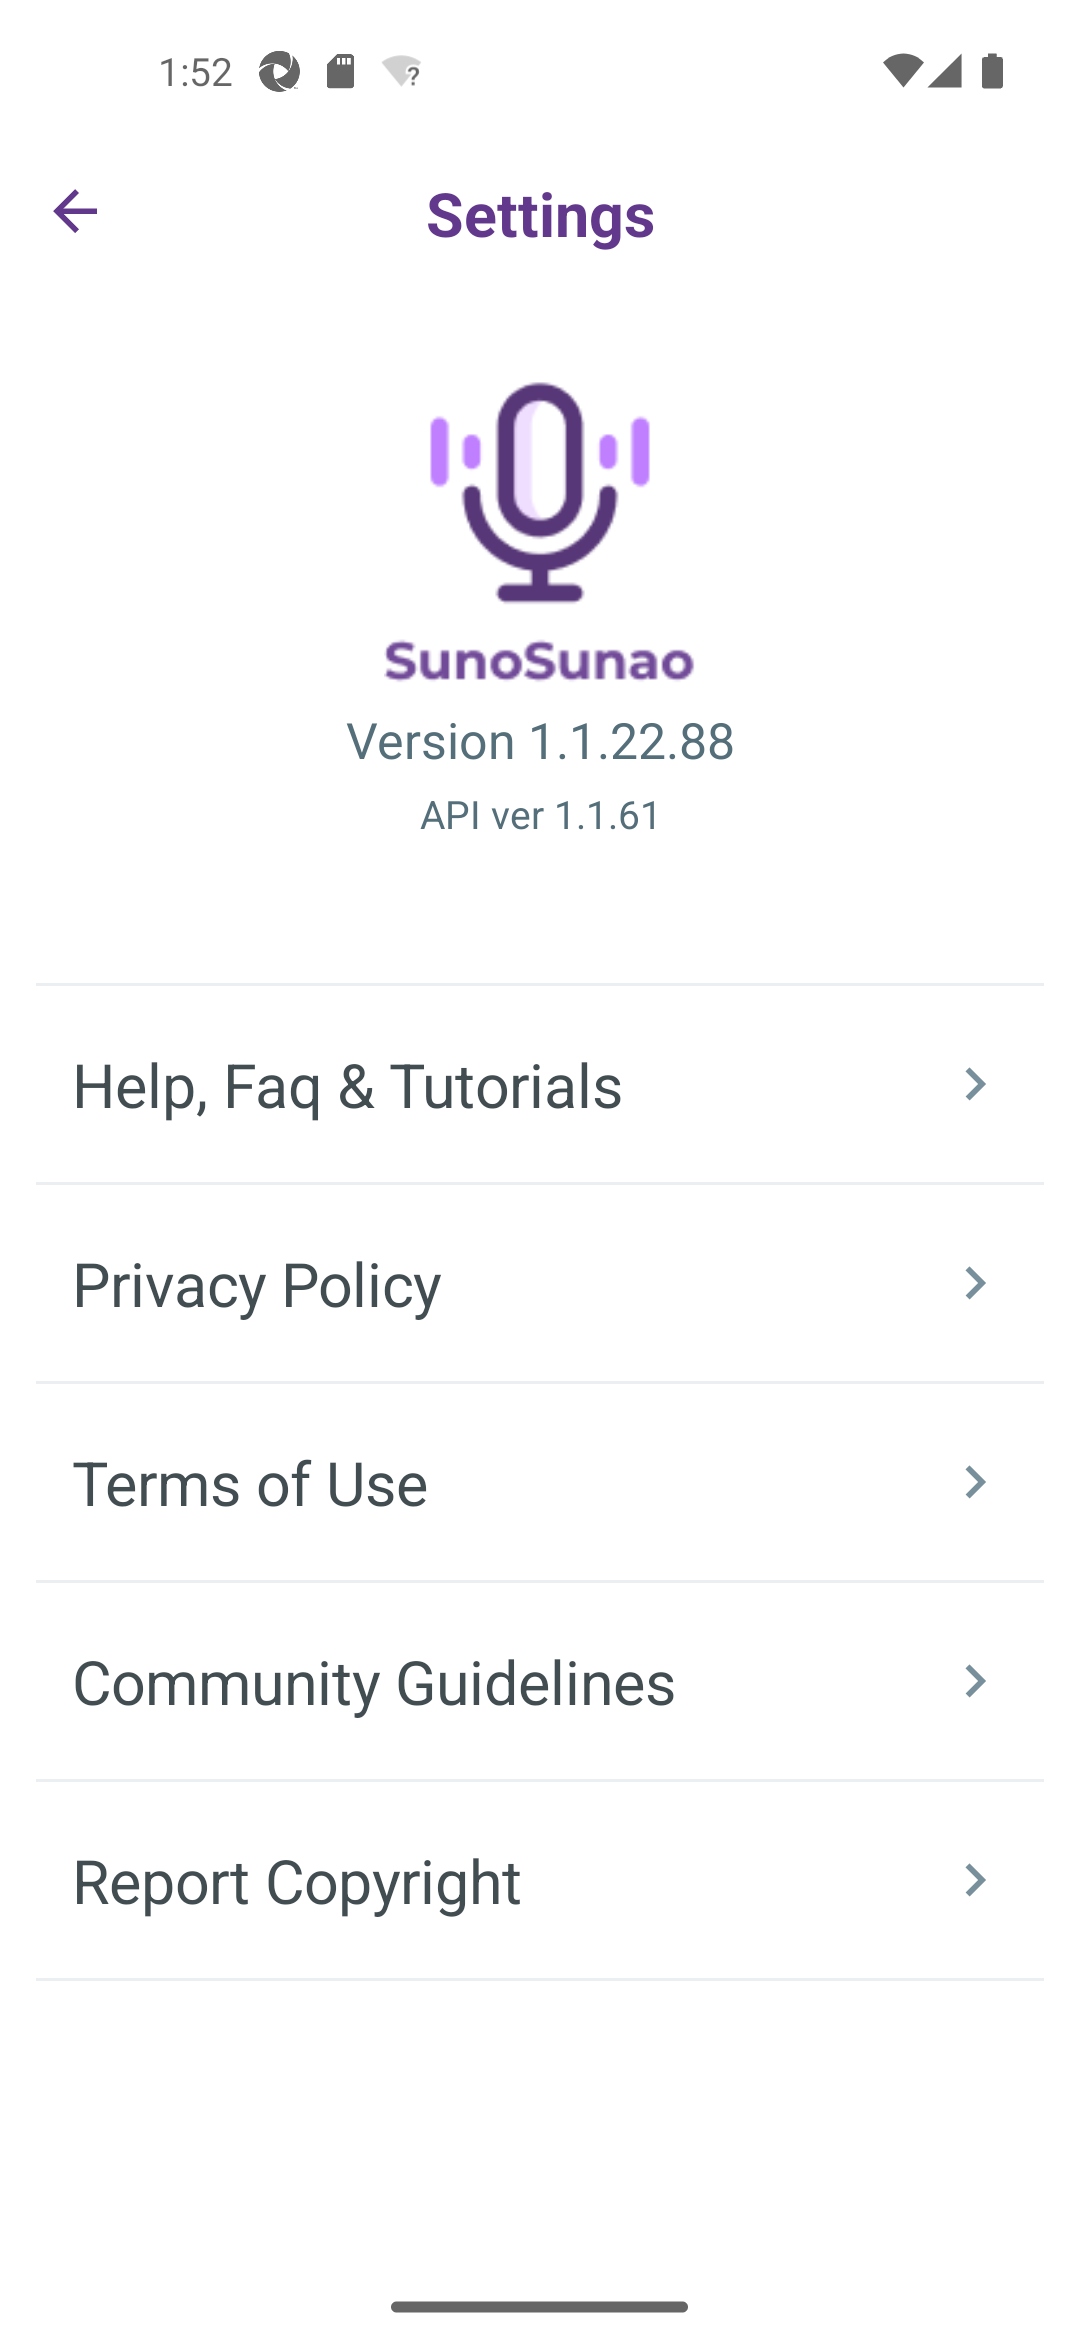 1:52
Settings
SunoSunao
Version 1.1.22.88
API ver 1.1.61
Help, Faq & Tutorials
Privacy Policy
Terms of Use
Community Guidelines
Report Copyright